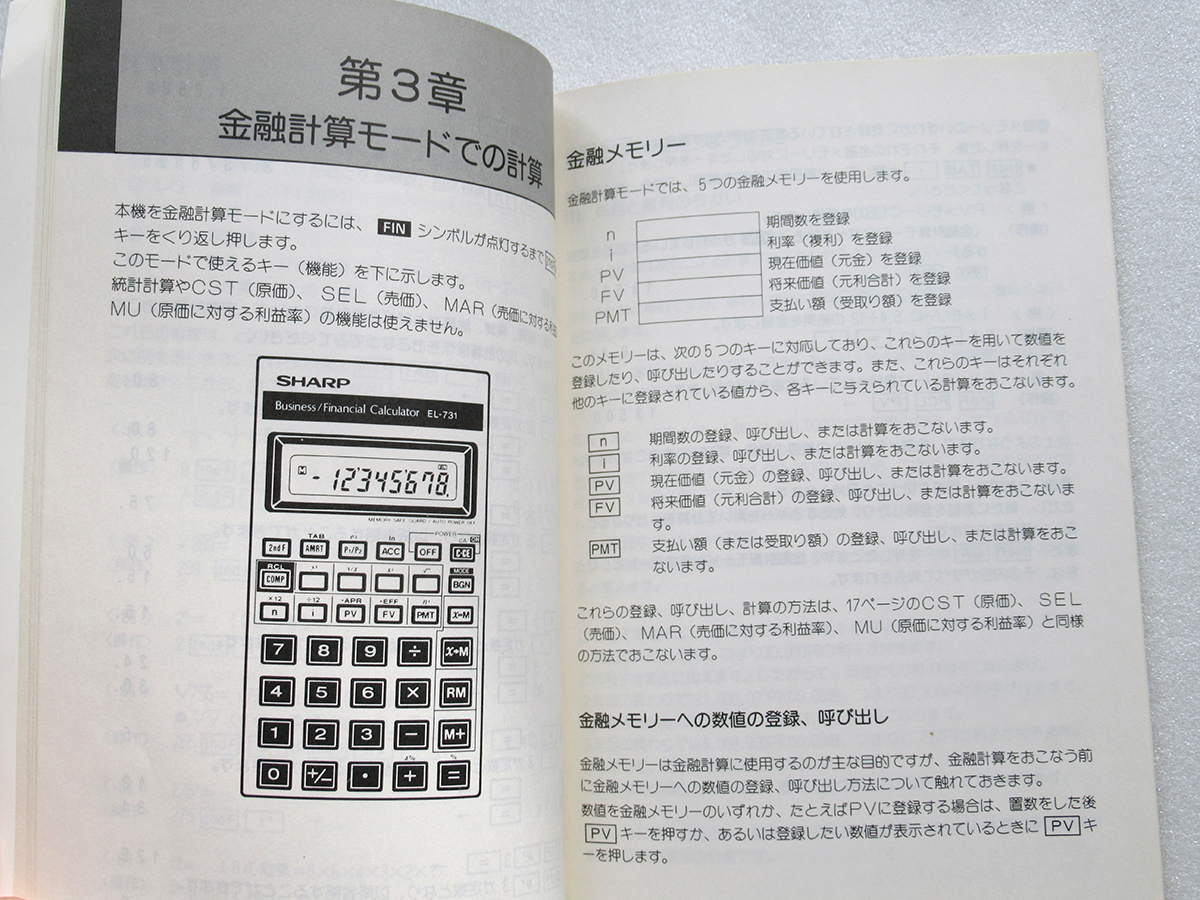 第3章
金融計算モードでの計算
本機を金融計算モードにするには、 FIN シンボルが点灯するまで
キーをくり返し押します。
このモードで使えるキー（機能）を下に示します。
統計計算やCST（原価）、 SEL（売価）、 MAR（売価に対する利益
MU（原価に対する利益率）の機能は使えません。
SHARP
Business/Financial Calculator EL-731
M
FIN
- 12'345'678.
MEMORY SAFE GUARD / AUTO POWER OFF
TAB ln POWER CA ON
2ndF AMRT P1/P2 ACC OFF C·CE
RCL MODE
COMP BGN
×12 ÷12 ▸APR ▸EFF n!
n i PV FV PMT x↔M
7 8 9 ÷ x→M
4 5 6 × RM
1 2 3 − M+
0 +/− • + =
金融メモリー
金融計算モードでは、5つの金融メモリーを使用します。
n 期間数を登録
i 利率（複利）を登録
PV 現在価値（元金）を登録
FV 将来価値（元利合計）を登録
PMT 支払い額（受取り額）を登録
このメモリーは、次の5つのキーに対応しており、これらのキーを用いて数値を
登録したり、呼び出したりすることができます。また、これらのキーはそれぞれ
他のキーに登録されている値から、各キーに与えられている計算をおこないます。
n 期間数の登録、呼び出し、または計算をおこないます。
i 利率の登録、呼び出し、または計算をおこないます。
PV 現在価値（元金）の登録、呼び出し、または計算をおこないます。
FV 将来価値（元利合計）の登録、呼び出し、または計算をおこないま
す。
PMT 支払い額（または受取り額）の登録、呼び出し、または計算をおこ
ないます。
これらの登録、呼び出し、計算の方法は、17ページのCST（原価）、 SEL
（売価）、 MAR（売価に対する利益率）、 MU（原価に対する利益率）と同様
の方法でおこないます。
金融メモリーへの数値の登録、呼び出し
金融メモリーは金融計算に使用するのが主な目的ですが、金融計算をおこなう前
に金融メモリーへの数値の登録、呼び出し方法について触れておきます。
数値を金融メモリーのいずれか、たとえばPVに登録する場合は、置数をした後
PV キーを押すか、あるいは登録したい数値が表示されているときに PV キ
ーを押します。